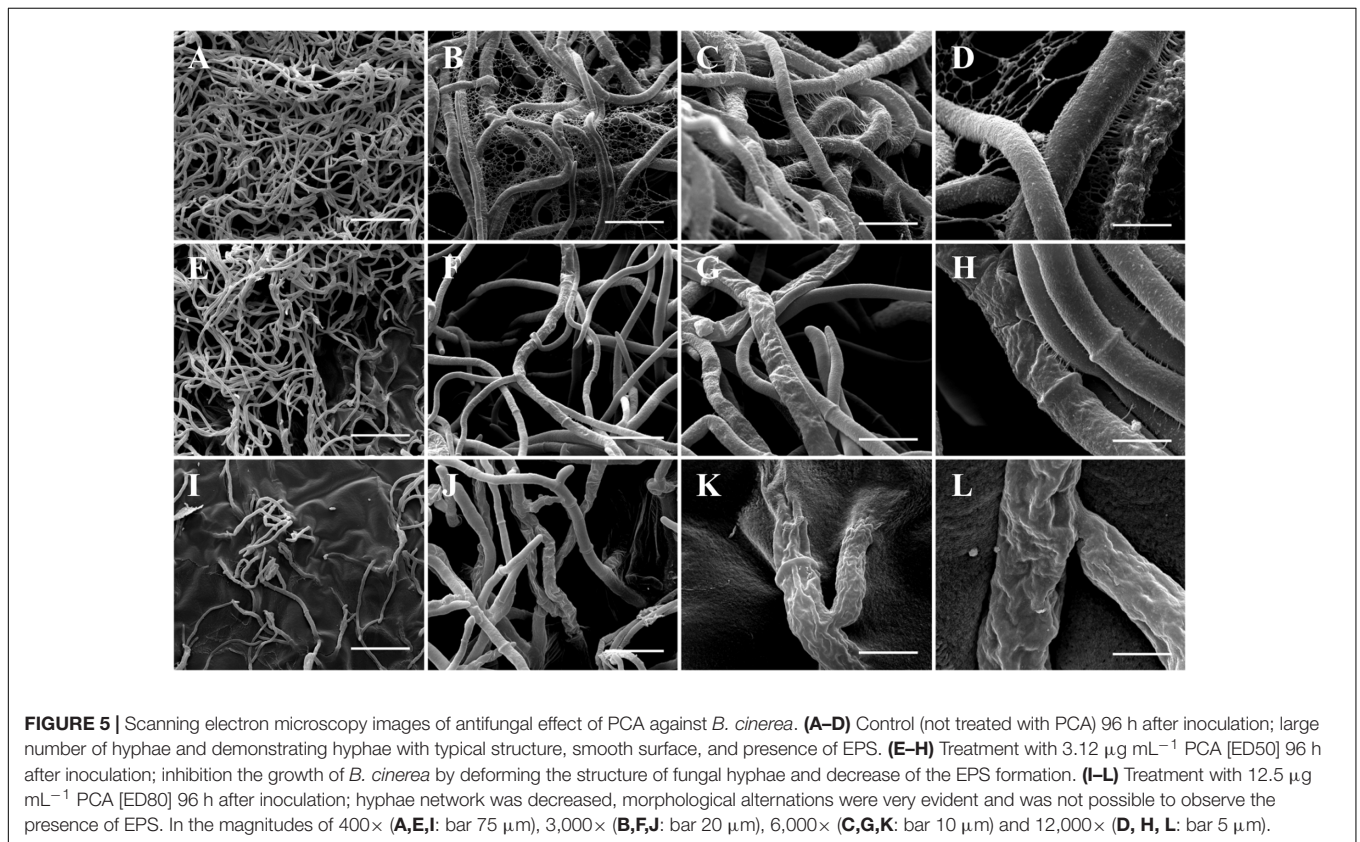 A B C D
E F G H
I J K L
FIGURE 5 | Scanning electron microscopy images of antifungal effect of PCA against B. cinerea. (A–D) Control (not treated with PCA) 96 h after inoculation; large
number of hyphae and demonstrating hyphae with typical structure, smooth surface, and presence of EPS. (E–H) Treatment with 3.12 μg mL−1 PCA [ED50] 96 h
after inoculation; inhibition the growth of B. cinerea by deforming the structure of fungal hyphae and decrease of the EPS formation. (I–L) Treatment with 12.5 μg
mL−1 PCA [ED80] 96 h after inoculation; hyphae network was decreased, morphological alternations were very evident and was not possible to observe the
presence of EPS. In the magnitudes of 400× (A,E,I: bar 75 μm), 3,000× (B,F,J: bar 20 μm), 6,000× (C,G,K: bar 10 μm) and 12,000× (D, H, L: bar 5 μm).